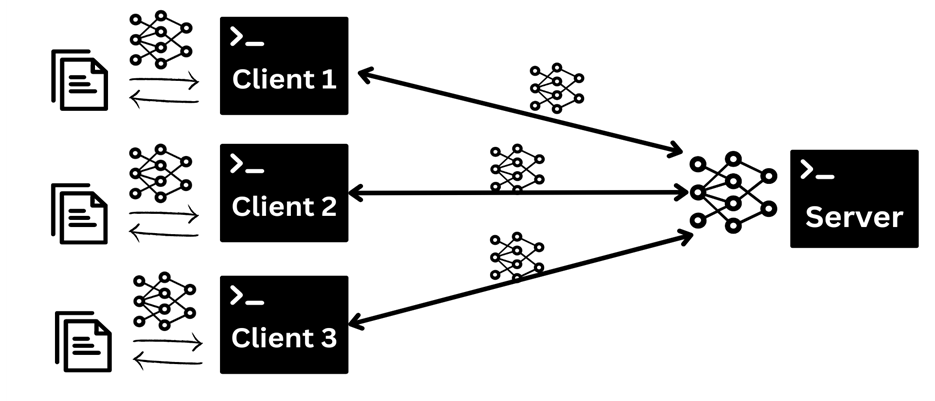 >_
Client 1
>_
Client 2
>_
Server
>_
Client 3